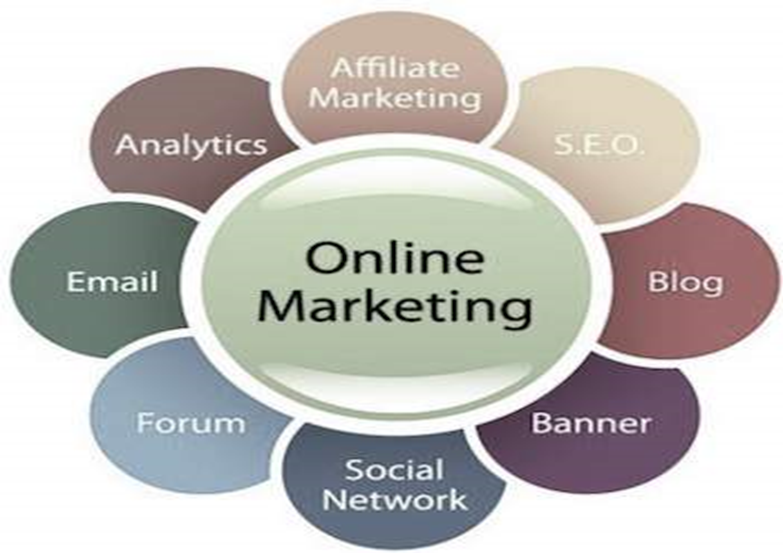 Affiliate
Marketing
S.E.O.
Blog
Banner
Social
Network
Forum
Email
Analytics
Online
Marketing